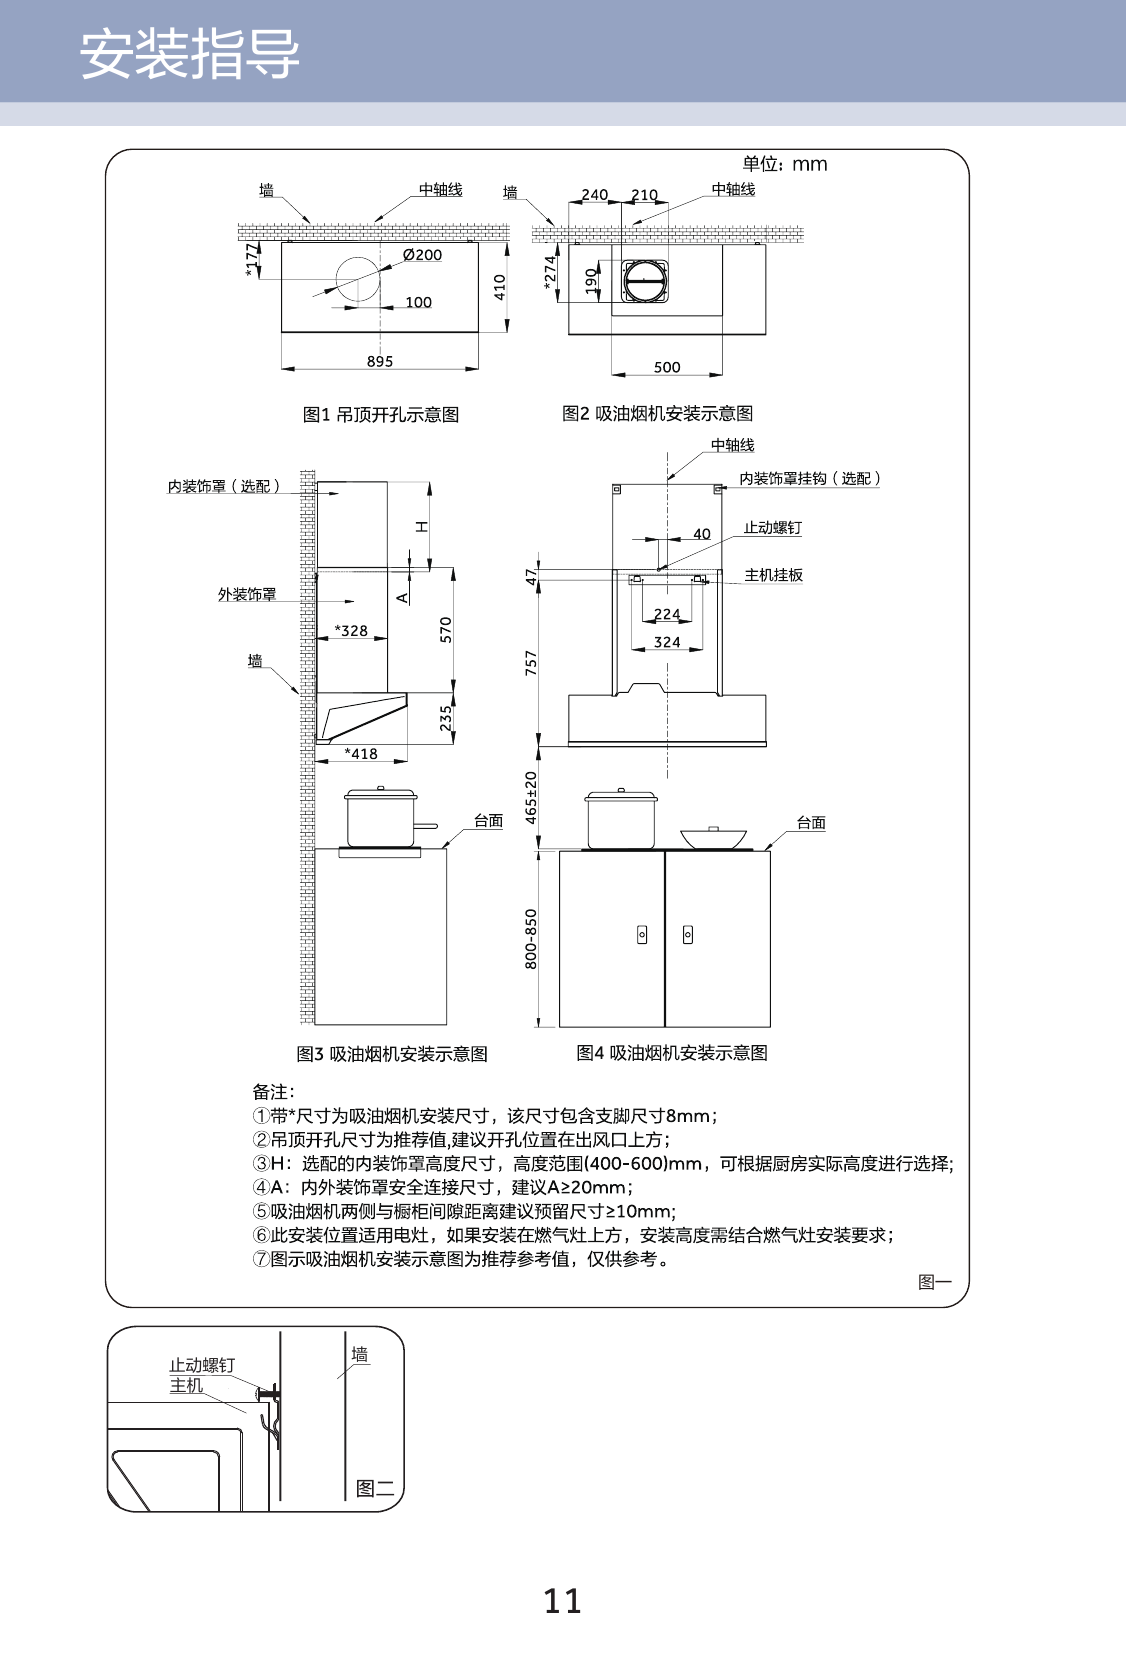 安装指导
单位：mm
墙
中轴线
墙
240
210
中轴线
*177
Ø200
100
410
895
*274
190
500
图1 吊顶开孔示意图
图2 吸油烟机安装示意图
中轴线
内装饰罩（选配）
H
内装饰罩挂钩（选配）
40
止动螺钉
47
主机挂板
外装饰罩
A
*328
570
224
324
757
墙
235
*418
465±20
台面
台面
800-850
图3 吸油烟机安装示意图
图4 吸油烟机安装示意图
备注：
①带*尺寸为吸油烟机安装尺寸，该尺寸包含支脚尺寸8mm；
②吊顶开孔尺寸为推荐值,建议开孔位置在出风口上方；
③H：选配的内装饰罩高度尺寸，高度范围(400-600)mm，可根据厨房实际高度进行选择;
④A：内外装饰罩安全连接尺寸，建议A≥20mm；
⑤吸油烟机两侧与橱柜间隙距离建议预留尺寸≥10mm;
⑥此安装位置适用电灶，如果安装在燃气灶上方，安装高度需结合燃气灶安装要求；
⑦图示吸油烟机安装示意图为推荐参考值，仅供参考。
图一
止动螺钉
墙
主机
图二
11